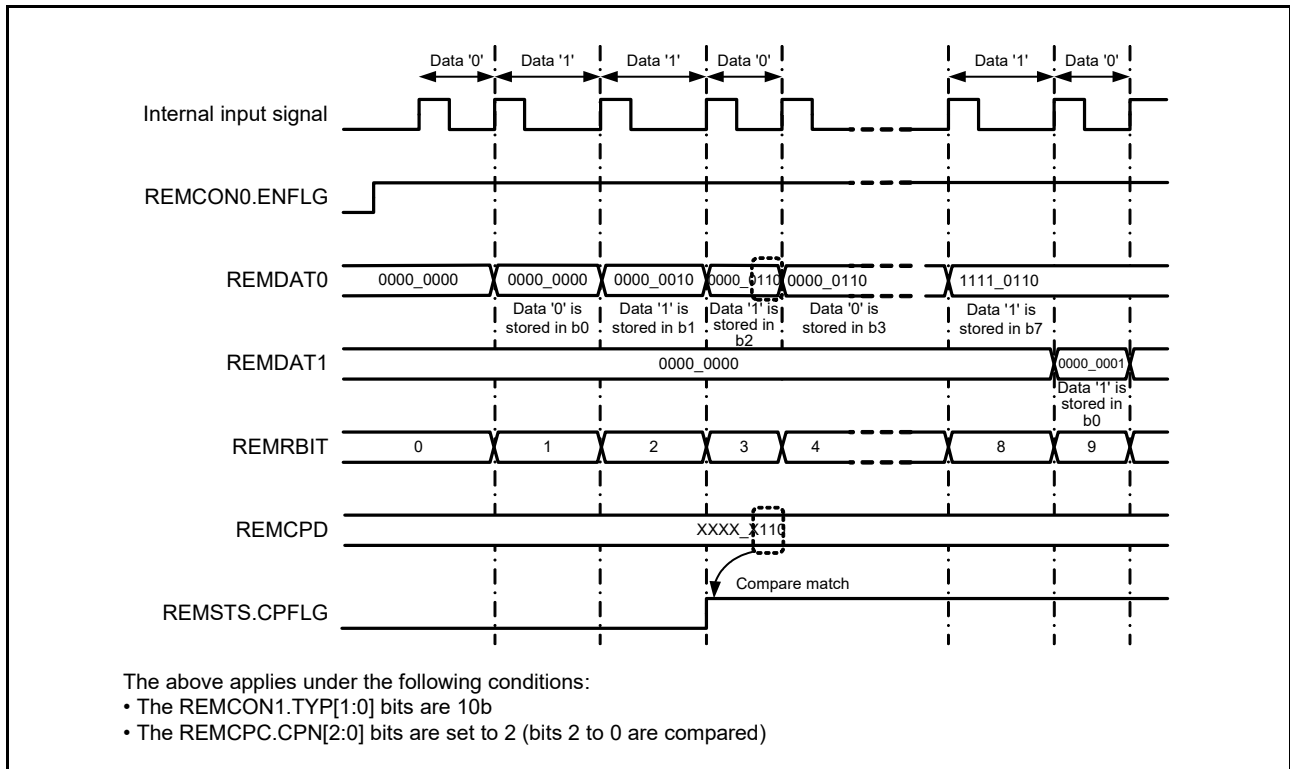 Data '0' Data '1' Data '1' Data '0' Data '1' Data '0'
Internal input signal
REMCON0.ENFLG
REMDAT0 0000_0000 0000_0000 0000_0010 0000_0110 0000_0110 1111_0110
Data '0' is
stored in b0
Data '1' is
stored in b1
Data '1' is
stored in
b2
Data '0' is
stored in b3
Data '1' is
stored in b7
REMDAT1 0000_0000 0000_0001
Data '1' is
stored in
b0
REMRBIT 0 1 2 3 4 8 9
REMCPD XXXX_X110
Compare match
REMSTS.CPFLG
The above applies under the following conditions:
• The REMCON1.TYP[1:0] bits are 10b
• The REMCPC.CPN[2:0] bits are set to 2 (bits 2 to 0 are compared)